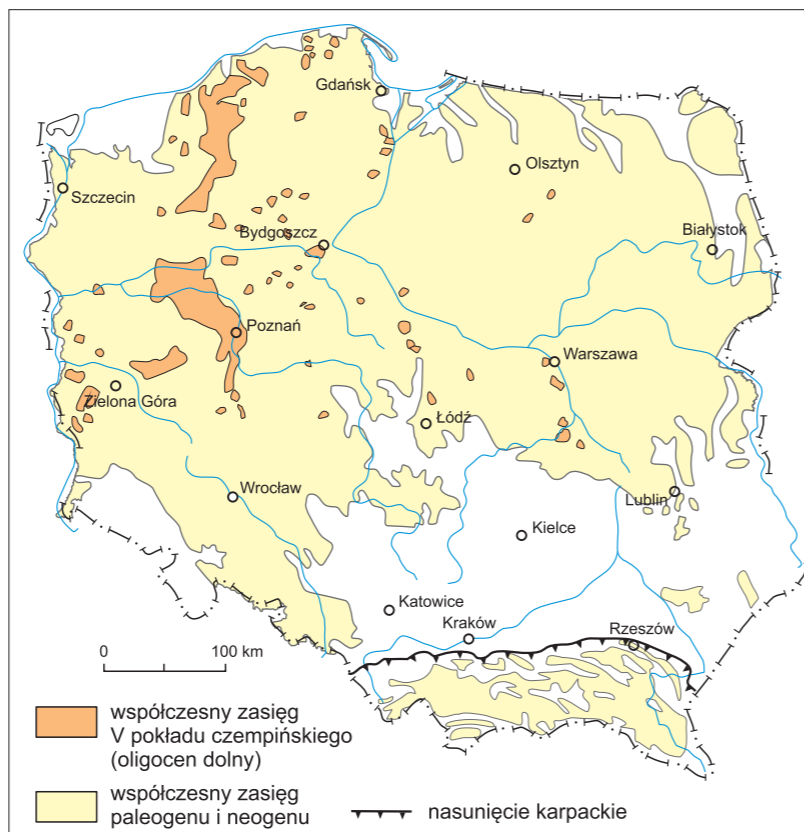 Gdańsk
Olsztyn
Szczecin
Białystok
Bydgoszcz
Poznań
Warszawa
Zielona Góra
Łódź
Wrocław
Lublin
Kielce
Katowice
Kraków
Rzeszów
0 100 km
współczesny zasięg
V pokładu czempińskiego
(oligocen dolny)
współczesny zasięg
paleogenu i neogenu
nasunięcie karpackie